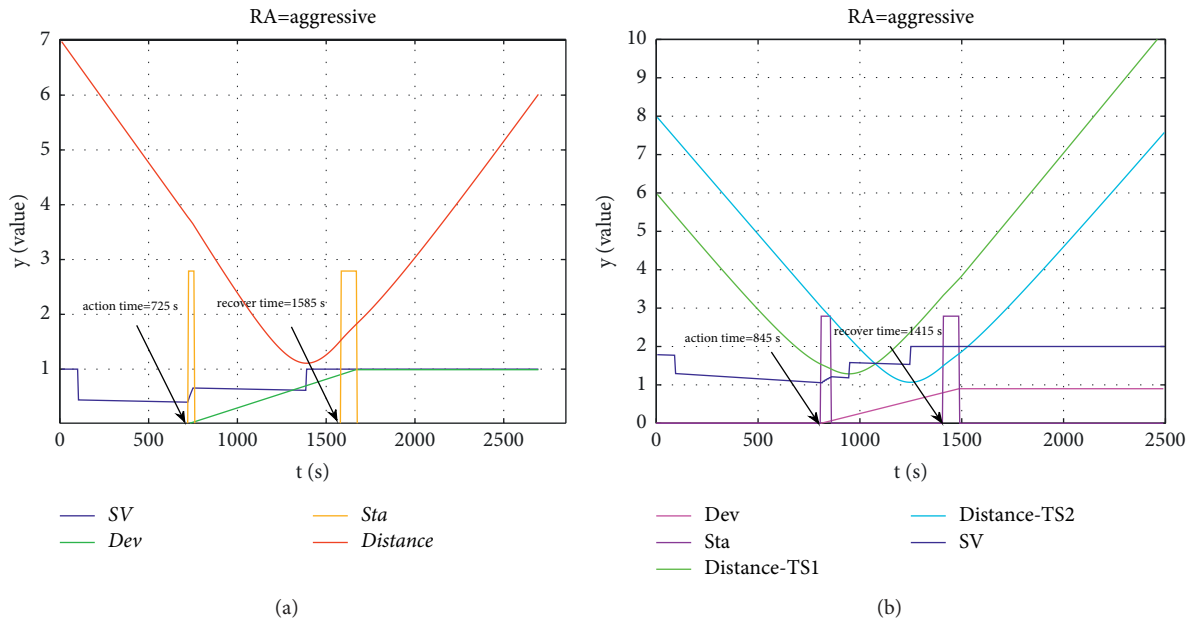 RA=aggressive
7
6
5
4
3
2
1
0
y (value)
action time=725 s
recover time=1585 s
0 500 1000 1500 2000 2500
t (s)
SV Sta
Dev Distance
(a)
RA=aggressive
10
9
8
7
6
5
4
3
2
1
0
y (value)
action time=845 s
recover time=1415 s
0 500 1000 1500 2000 2500
t (s)
Dev Distance-TS2
Sta SV
Distance-TS1
(b)